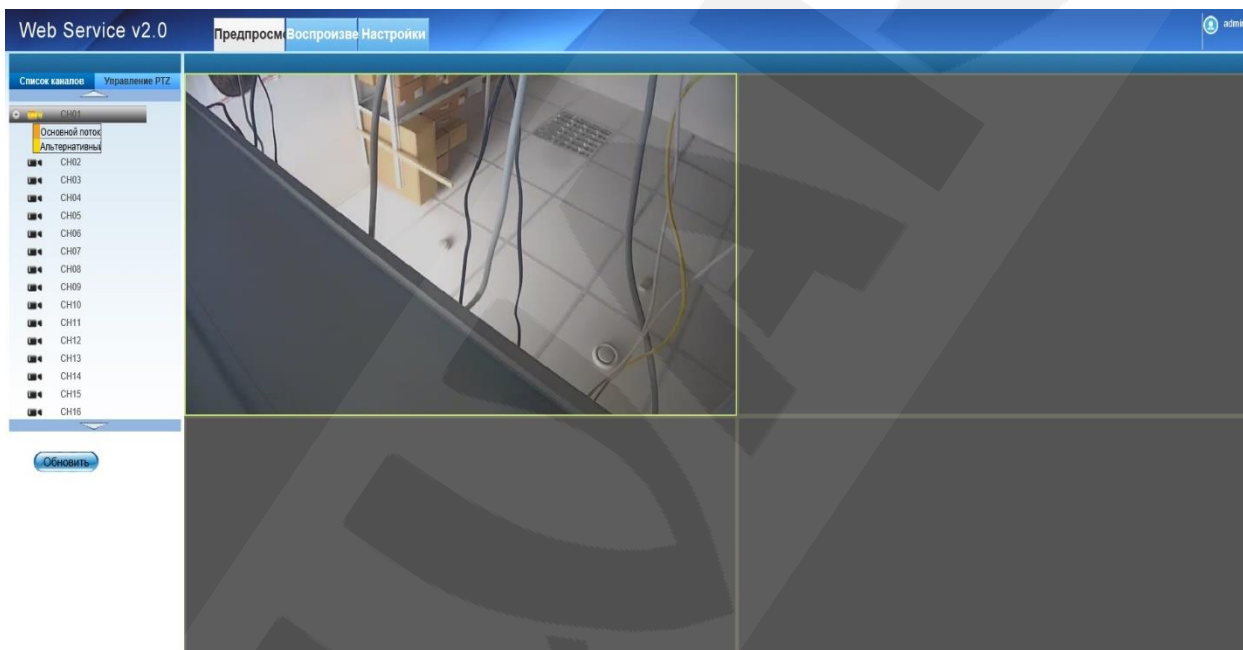 Web Service v2.0
Предпросм Воспроизве Настройки
admin
Список каналов Управление PTZ
CH01
Основной поток
Альтернативный
CH02
CH03
CH04
CH05
CH06
CH07
CH08
CH09
CH10
CH11
CH12
CH13
CH14
CH15
CH16
Обновить